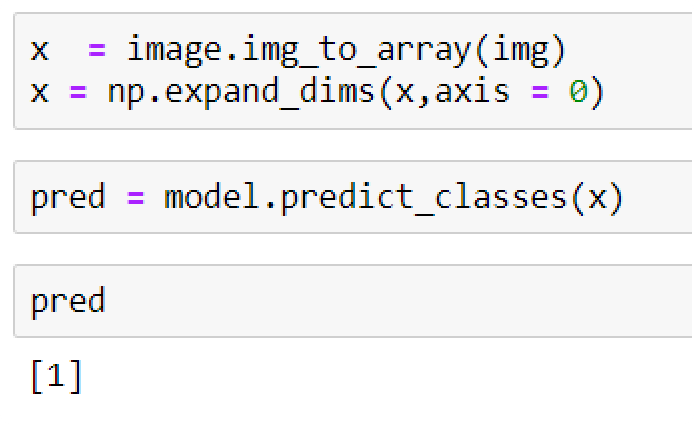 x  = image.img_to_array(img)
x = np.expand_dims(x,axis = 0)
pred = model.predict_classes(x)
pred
[1]